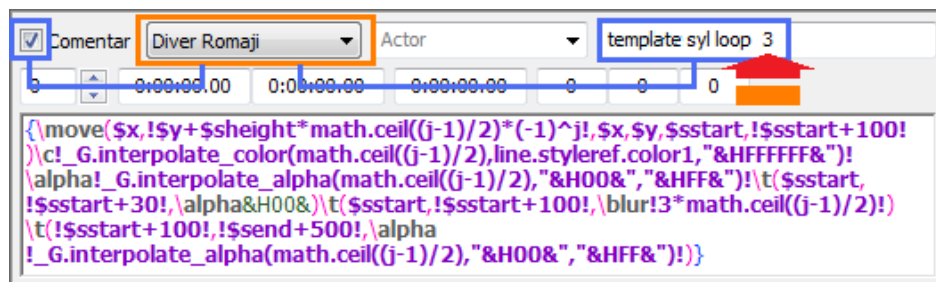 Comentar Diver Romaji Actor template syl loop 3
0 0:00:00.00 0:00:00.00 0:00:00.00 0 0 0
{\move($x,!$y+$sheight*math.ceil((j-1)/2)*(-1)^j!,$x,$y,$sstart,!$sstart+100!
)\c!_G.interpolate_color(math.ceil((j-1)/2),line.styleref.color1,"&HFFFFFF&")!
\alpha!_G.interpolate_alpha(math.ceil((j-1)/2),"&H00&","&HFF&")!\t($sstart,
!$sstart+30!,\alpha&H00&)\t($sstart,!$sstart+100!,\blur!3*math.ceil((j-1)/2)!)
\t(!$sstart+100!,!$send+500!,\alpha
!_G.interpolate_alpha(math.ceil((j-1)/2),"&H00&","&HFF&")!)}